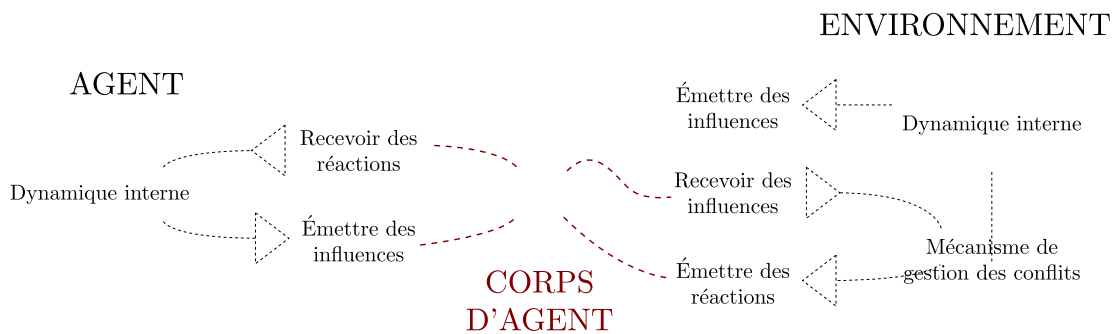 ENVIRONNEMENT
AGENT
Émettre des
influences
Dynamique interne
Recevoir des
réactions
Dynamique interne
Recevoir des
influences
Émettre des
influences
Mécanisme de
gestion des conflits
Émettre des
réactions
CORPS
D'AGENT